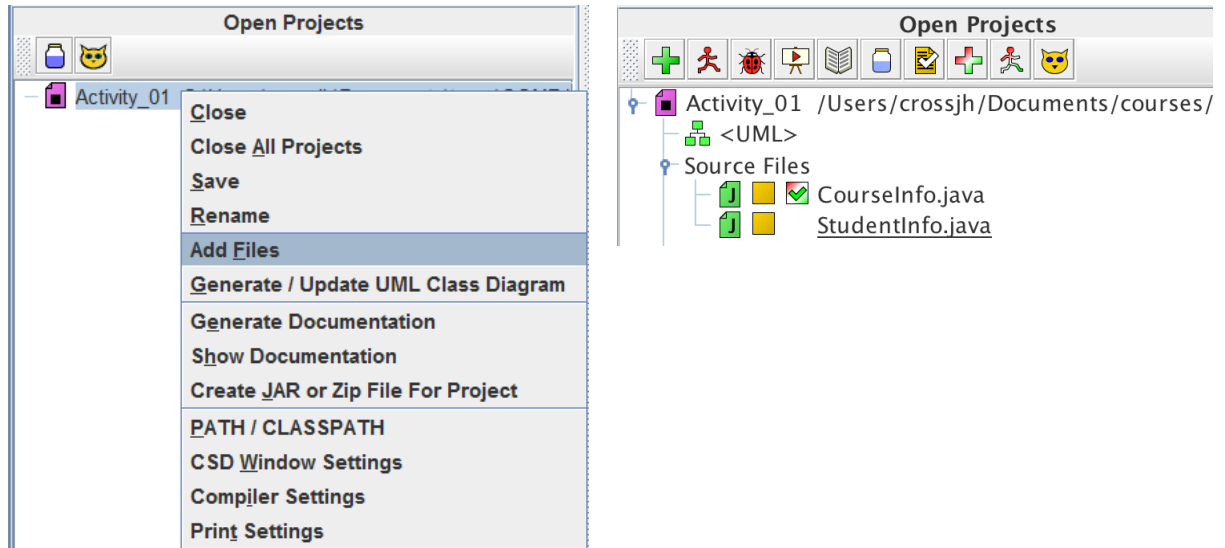 Open Projects
Activity_01
Close
Close All Projects
Save
Rename
Add Files
Generate / Update UML Class Diagram
Generate Documentation
Show Documentation
Create JAR or Zip File For Project
PATH / CLASSPATH
CSD Window Settings
Compiler Settings
Print Settings
Open Projects
Activity_01 /Users/crossjh/Documents/courses/
<UML>
Source Files
J CourseInfo.java
J StudentInfo.java